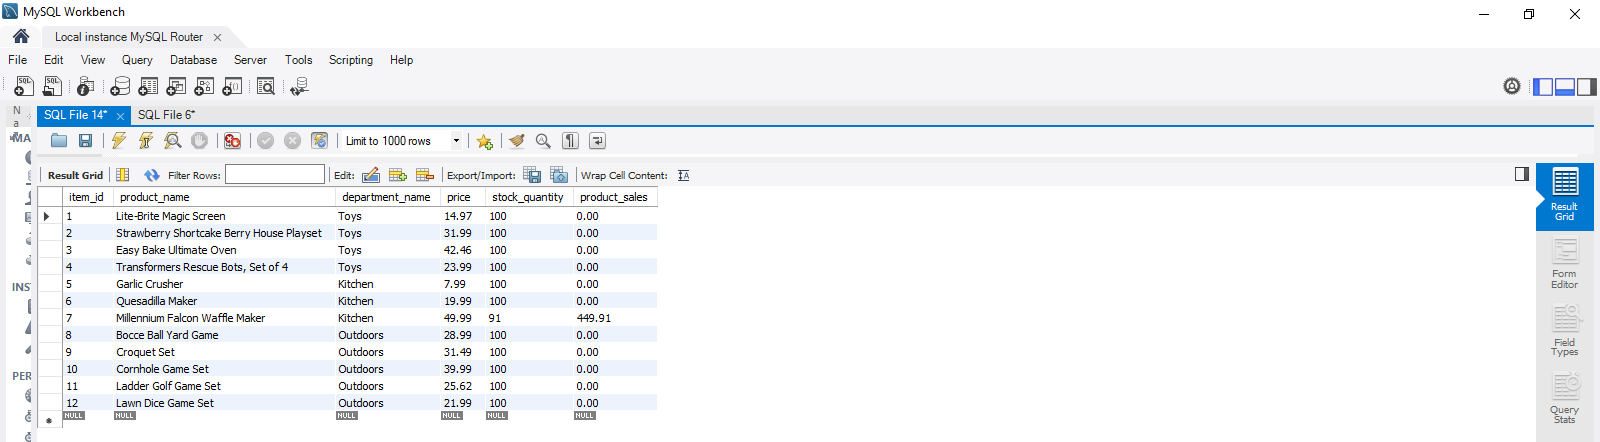 MySQL Workbench
Local instance MySQL Router
File Edit View Query Database Server Tools Scripting Help
SQL File 14* SQL File 6*
Limit to 1000 rows
Result Grid Filter Rows: Edit: Export/Import: Wrap Cell Content:
item_id product_name department_name price stock_quantity product_sales
1 Lite-Brite Magic Screen Toys 14.97 100 0.00
2 Strawberry Shortcake Berry House Playset Toys 31.99 100 0.00
3 Easy Bake Ultimate Oven Toys 42.46 100 0.00
4 Transformers Rescue Bots, Set of 4 Toys 23.99 100 0.00
5 Garlic Crusher Kitchen 7.99 100 0.00
6 Quesadilla Maker Kitchen 19.99 100 0.00
7 Millennium Falcon Waffle Maker Kitchen 49.99 91 449.91
8 Bocce Ball Yard Game Outdoors 28.99 100 0.00
9 Croquet Set Outdoors 31.49 100 0.00
10 Cornhole Game Set Outdoors 39.99 100 0.00
11 Ladder Golf Game Set Outdoors 25.62 100 0.00
12 Lawn Dice Game Set Outdoors 21.99 100 0.00
NULL NULL NULL NULL NULL NULL
Result
Grid
Form
Editor
Field
Types
Query
Stats
Na
MA
INST
PER